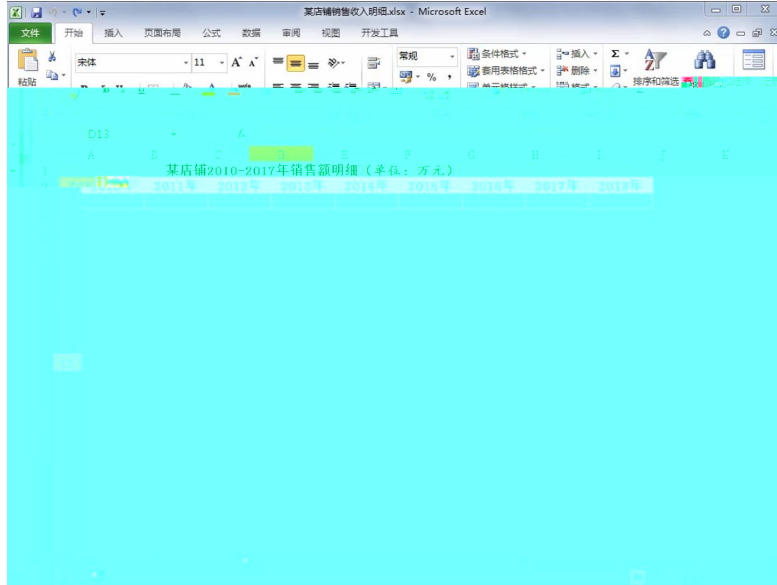 某店铺销售收入明细.xlsx - Microsoft Excel
文件 开始 插入 页面布局 公式 数据 审阅 视图 开发工具
宋体 11 A A 常规 条件格式 插入 Σ
粘贴 % , 套用表格格式 删除 排序和筛选
D13
A B C D E F G H I J K
某店铺2010-2017年销售额明细（单位：万元）
2011年 2012年 2013年 2014年 2015年 2016年 2017年 2018年